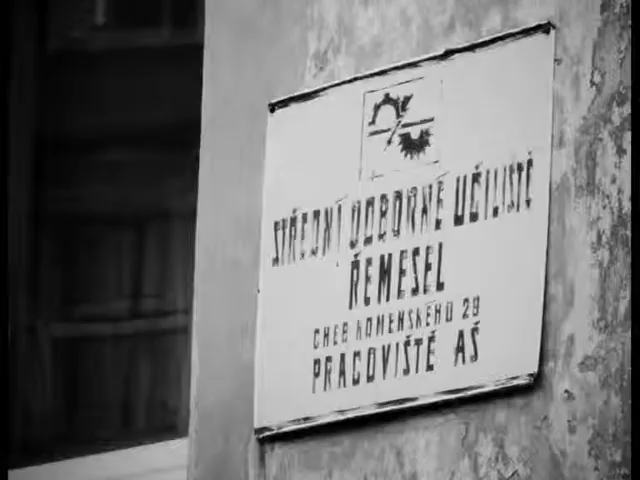 STŘEDNÍ ODBORNÉ UČILIŠTĚ
ŘEMESEL
CHEB KOMENSKÉHO 29
PRACOVIŠTĚ AŠ